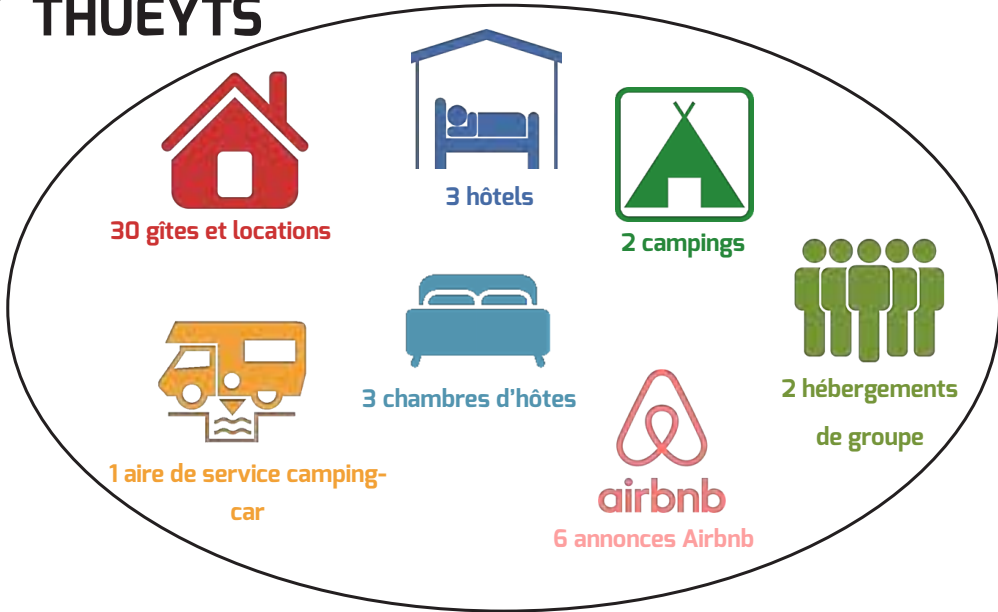 THUEYTS
3 hôtels
30 gîtes et locations
2 campings
3 chambres d'hôtes
2 hébergements
de groupe
1 aire de service camping-
car
airbnb
6 annonces Airbnb